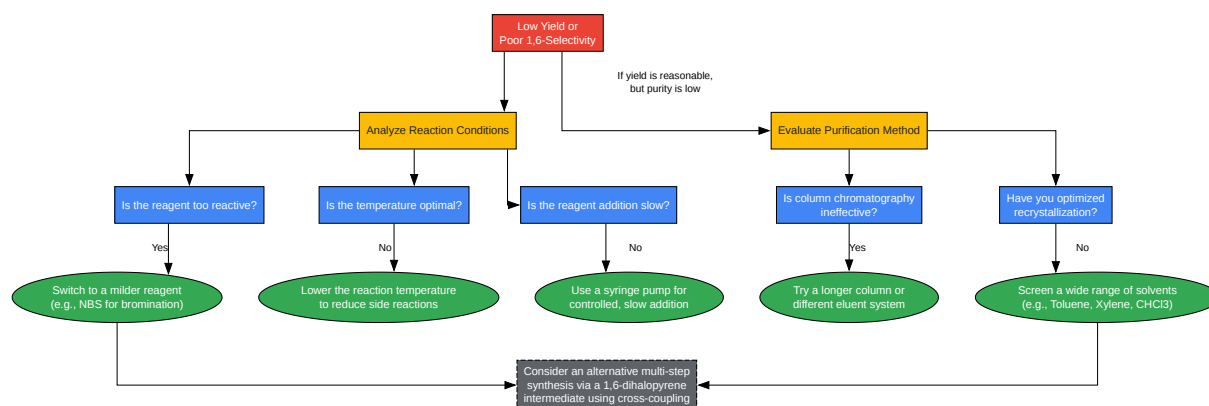 Low Yield or
Poor 1,6-Selectivity
If yield is reasonable,
but purity is low
Analyze Reaction Conditions
Evaluate Purification Method
Is the reagent too reactive?
Is the temperature optimal?
Is the reagent addition slow?
Is column chromatography
ineffective?
Have you optimized
recrystallization?
Yes
No
No
Yes
No
Switch to a milder reagent
(e.g., NBS for bromination)
Lower the reaction temperature
to reduce side reactions
Use a syringe pump for
controlled, slow addition
Try a longer column or
different eluent system
Screen a wide range of solvents
(e.g., Toluene, Xylene, CHCl3)
Consider an alternative multi-step
synthesis via a 1,6-dihalopyrene
intermediate using cross-coupling